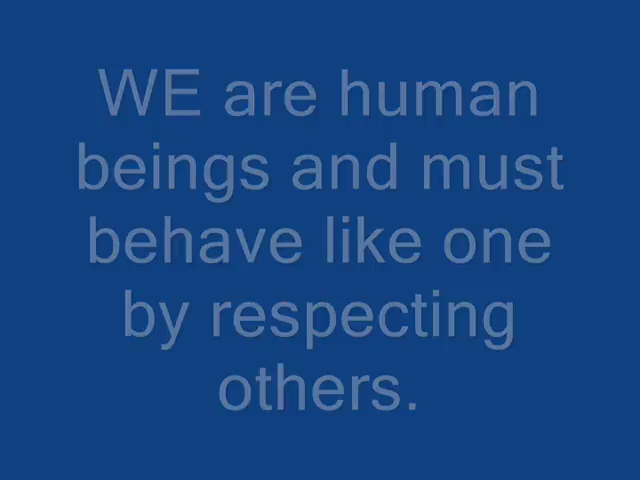 WE are human
beings and must
behave like one
by respecting
others.